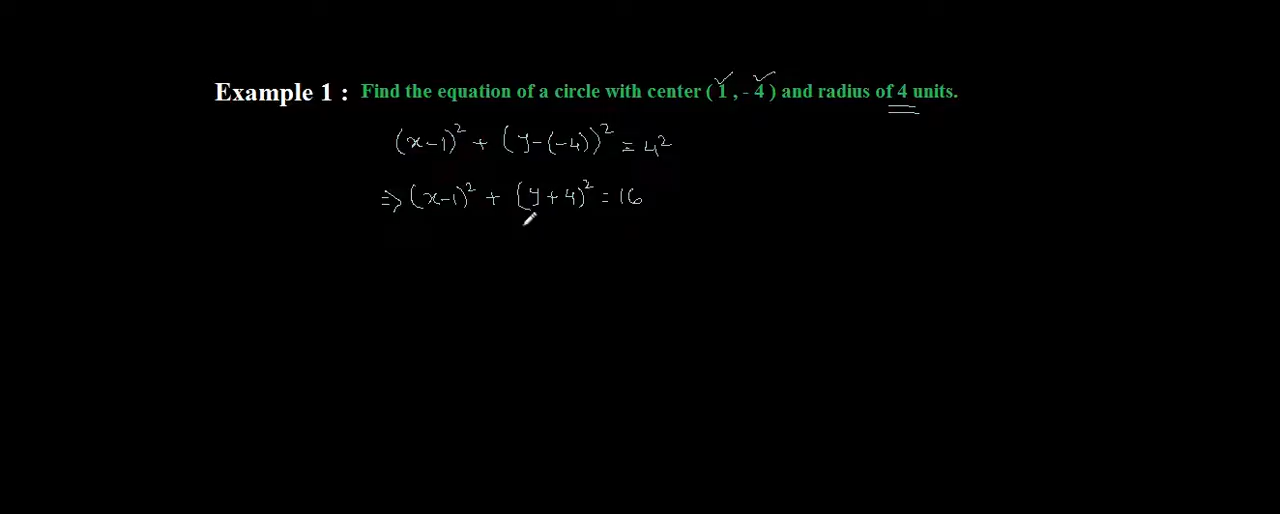 Example 1 : Find the equation of a circle with center ( 1 , - 4 ) and radius of 4 units.
(x-1)² + (y-(-4))² = 4²
⇒ (x-1)² + (y+4)² = 16